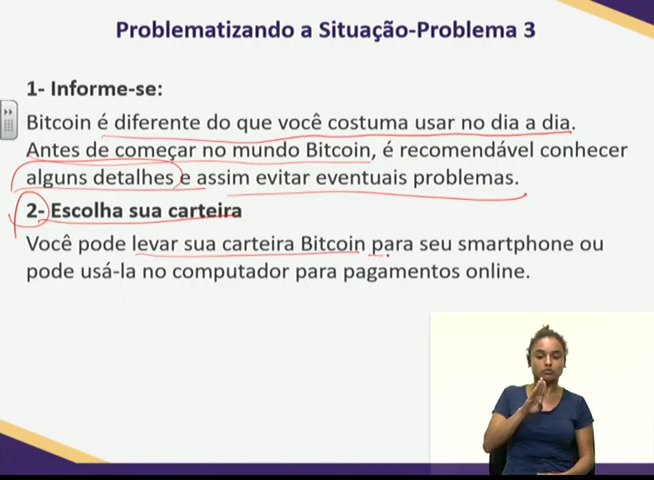 Problematizando a Situação-Problema 3
1- Informe-se:
Bitcoin é diferente do que você costuma usar no dia a dia.
Antes de começar no mundo Bitcoin, é recomendável conhecer
alguns detalhes e assim evitar eventuais problemas.
2- Escolha sua carteira
Você pode levar sua carteira Bitcoin para seu smartphone ou
pode usá-la no computador para pagamentos online.